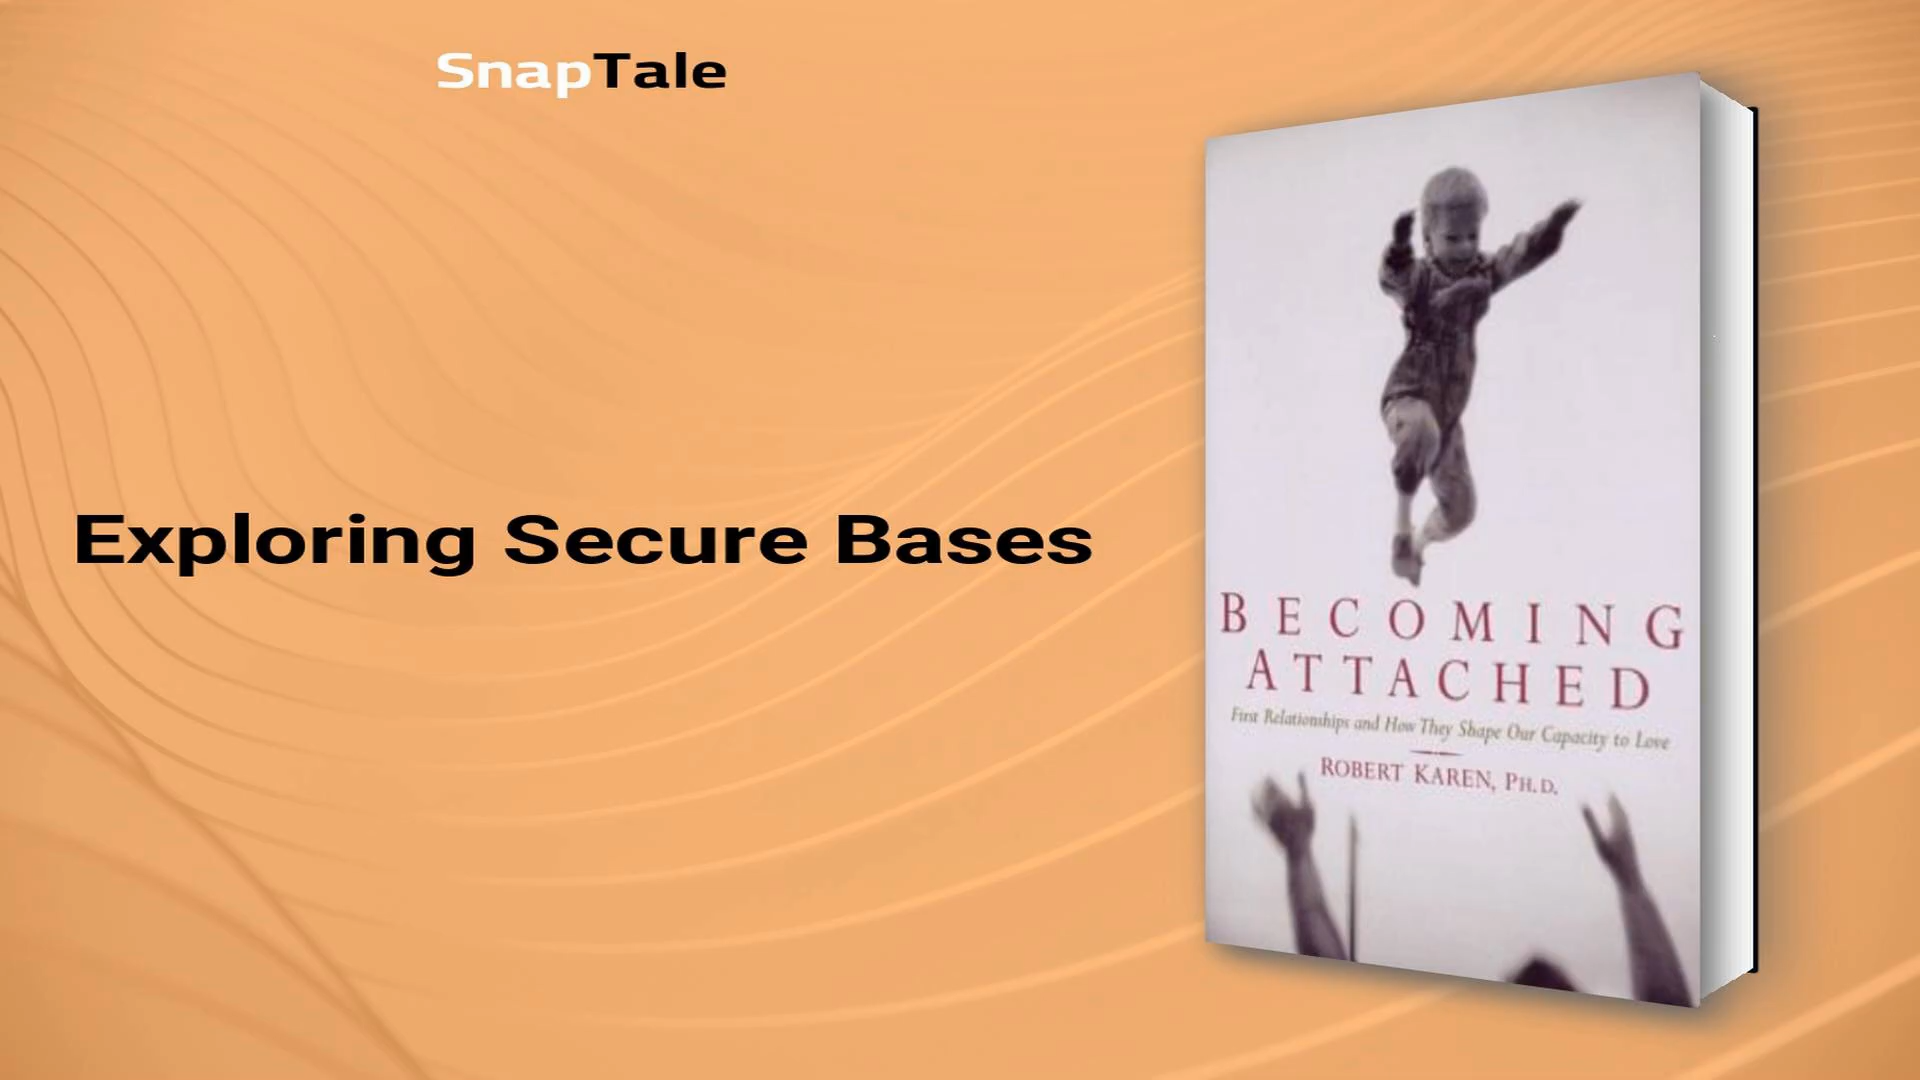 SnapTale
Exploring Secure Bases
BECOMING
ATTACHED
First Relationships and How They Shape Our Capacity to Love
ROBERT KAREN, PH.D.